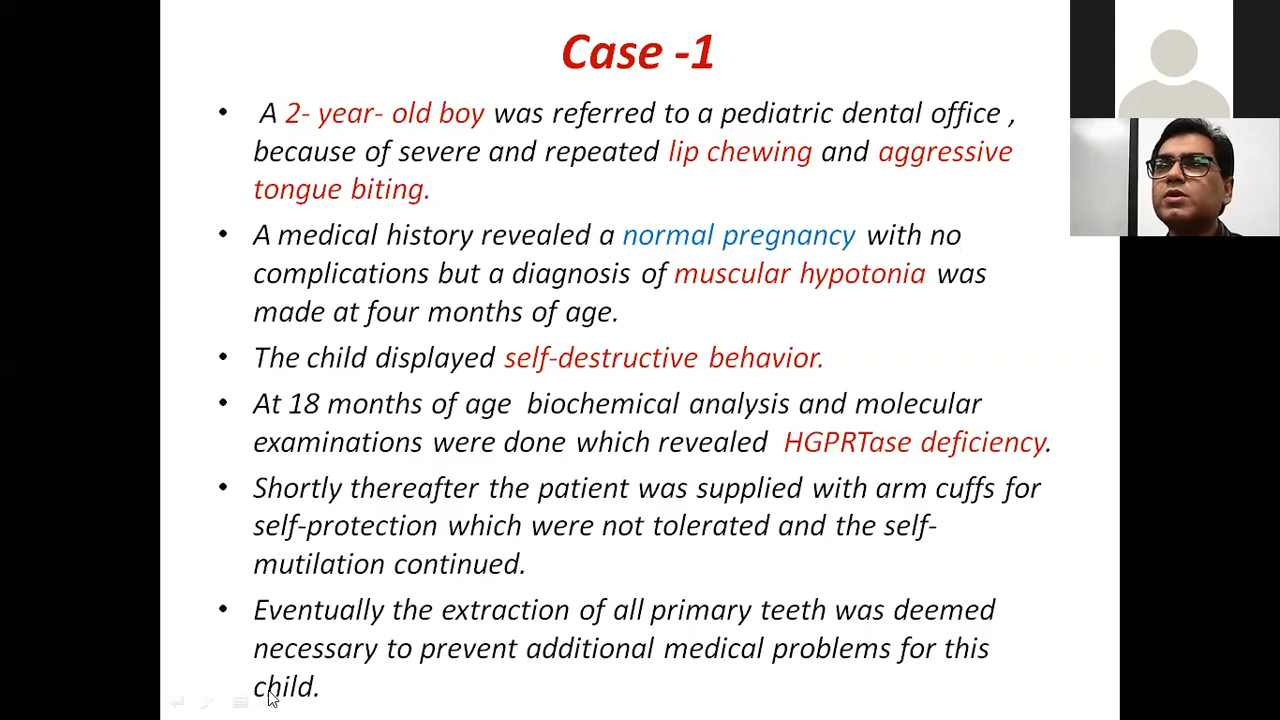 Case -1
• A 2- year- old boy was referred to a pediatric dental office ,
because of severe and repeated lip chewing and aggressive
tongue biting.
• A medical history revealed a normal pregnancy with no
complications but a diagnosis of muscular hypotonia was
made at four months of age.
• The child displayed self-destructive behavior.
• At 18 months of age biochemical analysis and molecular
examinations were done which revealed HGPRTase deficiency.
• Shortly thereafter the patient was supplied with arm cuffs for
self-protection which were not tolerated and the self-
mutilation continued.
• Eventually the extraction of all primary teeth was deemed
necessary to prevent additional medical problems for this
child.